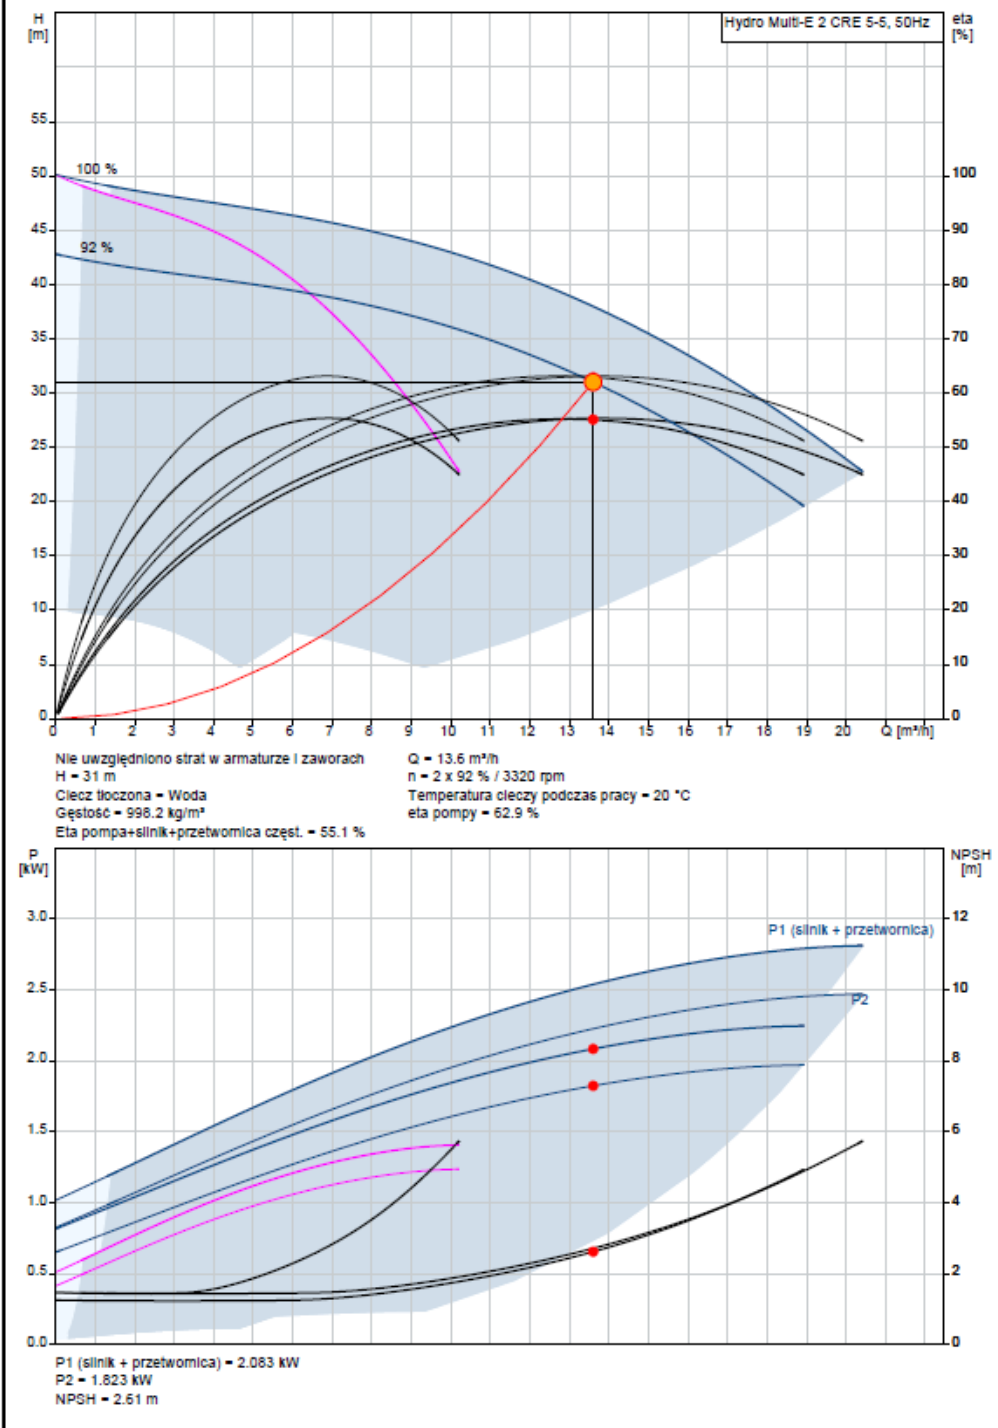 H
[m]
Hydro Multi-E 2 CRE 5-5, 50Hz
eta
[%]
100 %
92 %
55
50
45
40
35
30
25
20
15
10
5
0
100
90
80
70
60
50
40
30
20
10
0
0 1 2 3 4 5 6 7 8 9 10 11 12 13 14 15 16 17 18 19 20 Q [m³/h]
Nie uwzględniono strat w armaturze i zaworach
H = 31 m
Ciecz tłoczona = Woda
Gęstość = 998.2 kg/m³
Eta pompa+silnik+przetwornica częst. = 55.1 %
Q = 13.6 m³/h
n = 2 x 92 % / 3320 rpm
Temperatura cieczy podczas pracy = 20 °C
eta pompy = 62.9 %
P
[kW]
NPSH
[m]
P1 (silnik + przetwornica)
P2
3.0
2.5
2.0
1.5
1.0
0.5
0.0
12
10
8
6
4
2
0
P1 (silnik + przetwornica) = 2.083 kW
P2 = 1.823 kW
NPSH = 2.61 m